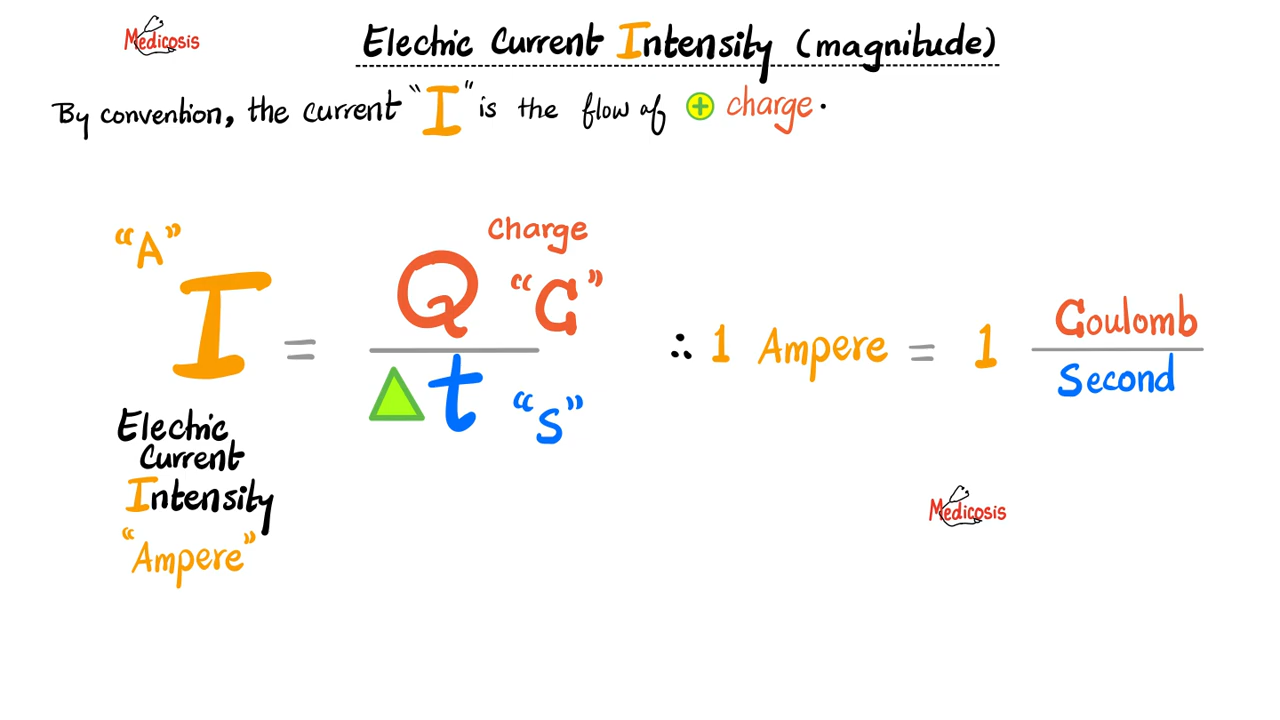 Medicosis
Electric Current Intensity (magnitude)
By convention, the current "I" is the flow of + charge.
"A"
I = Q / Δt
charge
"C"
"S"
∴ 1 Ampere = 1 Coulomb / Second
Electric
Current
Intensity
"Ampere"
Medicosis